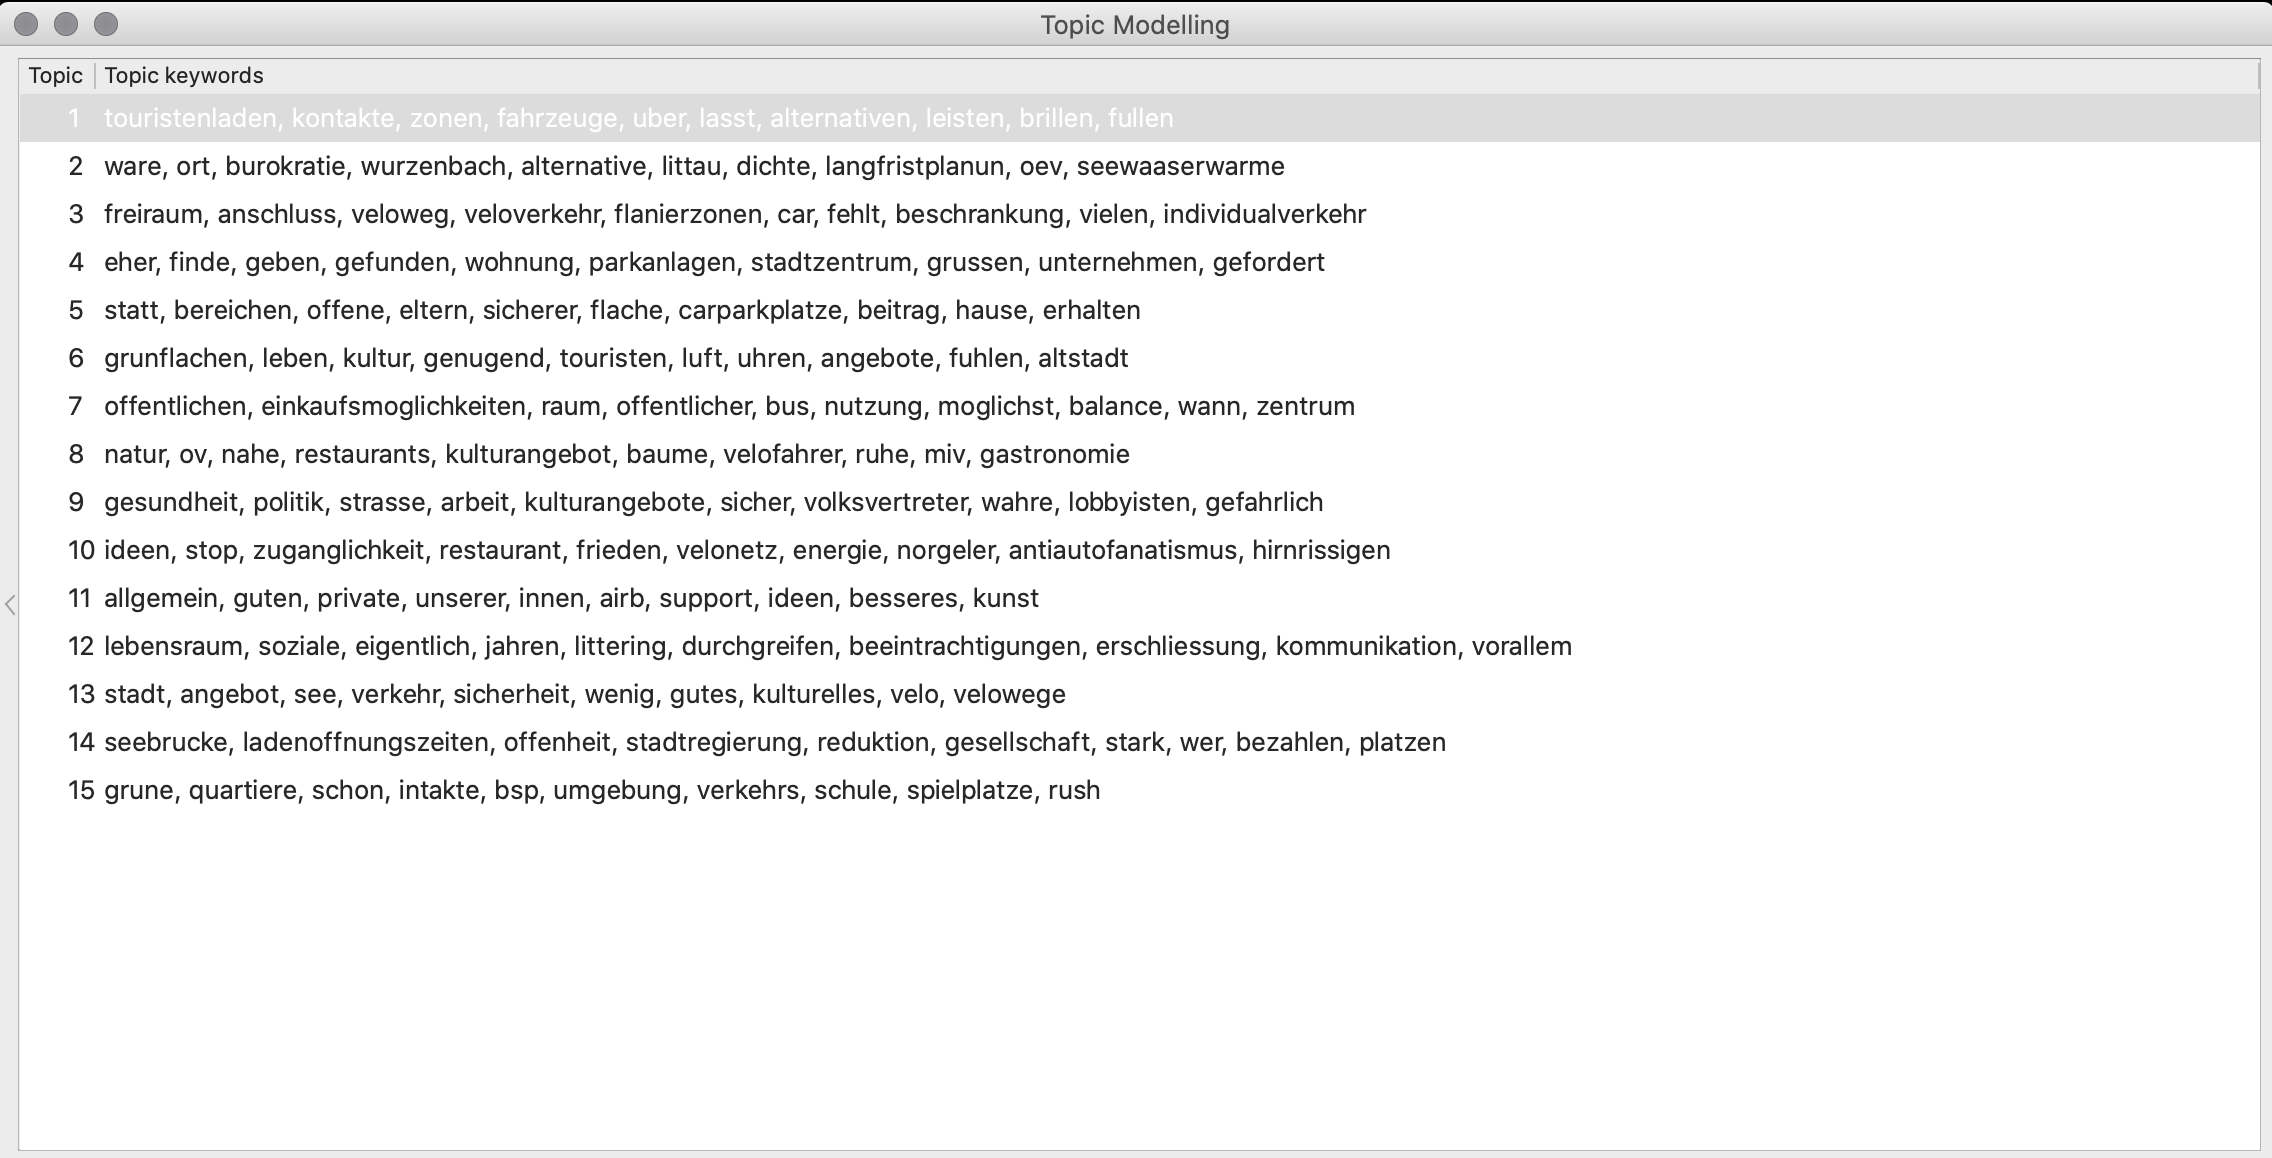 Topic Modelling
Topic Topic keywords
1 touristenladen, kontakte, zonen, fahrzeuge, uber, lasst, alternativen, leisten, brillen, fullen
2 ware, ort, burokratie, wurzenbach, alternative, littau, dichte, langfristplanun, oev, seewaaserwarme
3 freiraum, anschluss, veloweg, veloverkehr, flanierzonen, car, fehlt, beschrankung, vielen, individualverkehr
4 eher, finde, geben, gefunden, wohnung, parkanlagen, stadtzentrum, grussen, unternehmen, gefordert
5 statt, bereichen, offene, eltern, sicherer, flache, carparkplatze, beitrag, hause, erhalten
6 grunflachen, leben, kultur, genugend, touristen, luft, uhren, angebote, fuhlen, altstadt
7 offentlichen, einkaufsmoglichkeiten, raum, offentlicher, bus, nutzung, moglichst, balance, wann, zentrum
8 natur, ov, nahe, restaurants, kulturangebot, baume, velofahrer, ruhe, miv, gastronomie
9 gesundheit, politik, strasse, arbeit, kulturangebote, sicher, volksvertreter, wahre, lobbyisten, gefahrlich
10 ideen, stop, zuganglichkeit, restaurant, frieden, velonetz, energie, norgeler, antiautofanatismus, hirnrissigen
11 allgemein, guten, private, unserer, innen, airb, support, ideen, besseres, kunst
12 lebensraum, soziale, eigentlich, jahren, littering, durchgreifen, beeintrachtigungen, erschliessung, kommunikation, vorallem
13 stadt, angebot, see, verkehr, sicherheit, wenig, gutes, kulturelles, velo, velowege
14 seebrucke, ladenoffnungszeiten, offenheit, stadtregierung, reduktion, gesellschaft, stark, wer, bezahlen, platzen
15 grune, quartiere, schon, intakte, bsp, umgebung, verkehrs, schule, spielplatze, rush